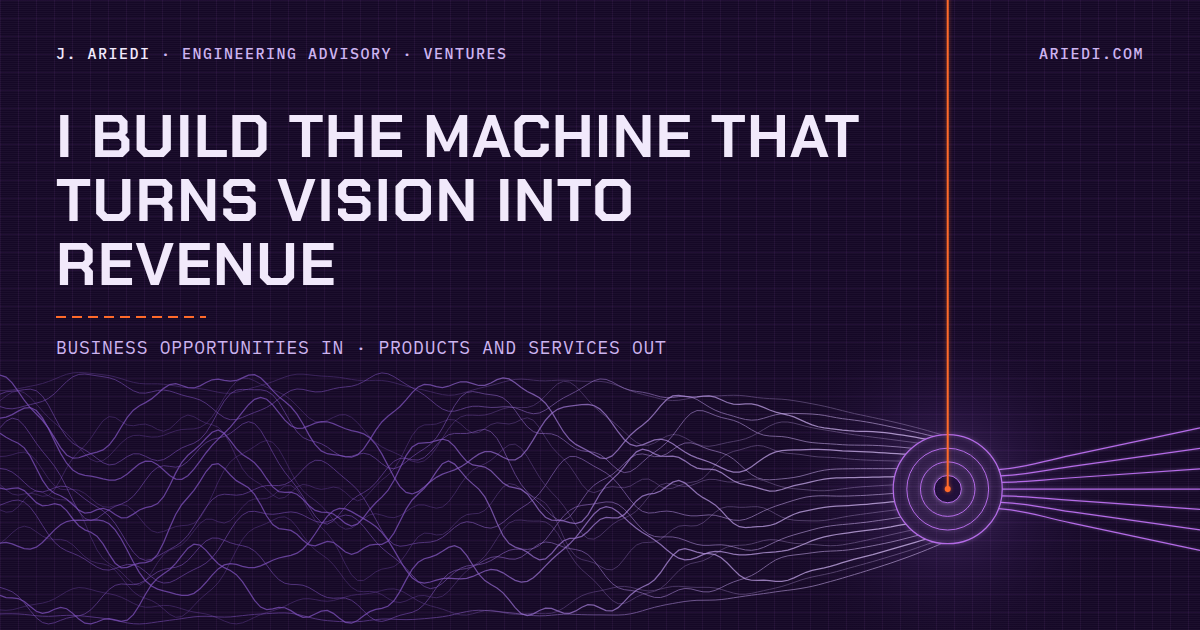 J. ARIEDI · ENGINEERING ADVISORY · VENTURES
ARIEDI.COM
I BUILD THE MACHINE THAT
TURNS VISION INTO
REVENUE
BUSINESS OPPORTUNITIES IN · PRODUCTS AND SERVICES OUT